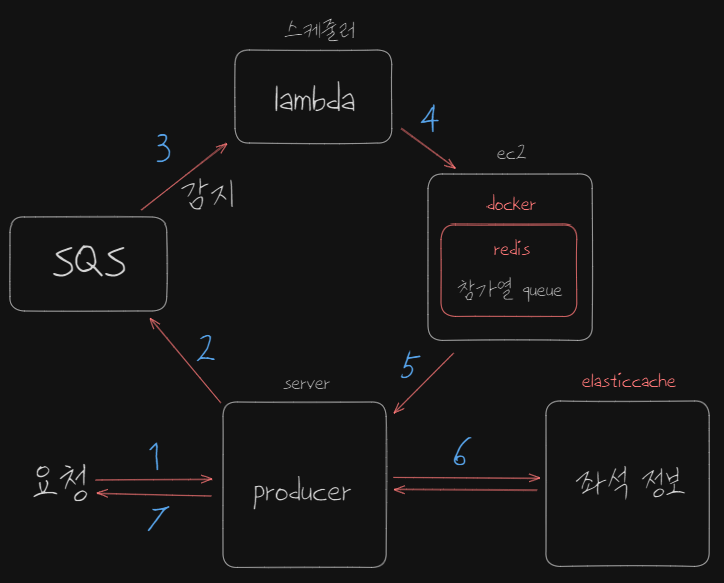 스케줄러
lambda
3
4
감지
ec2
docker
redis
참가열 queue
SQS
2
5
server
elasticcache
요청
1
7
producer
6
좌석 정보